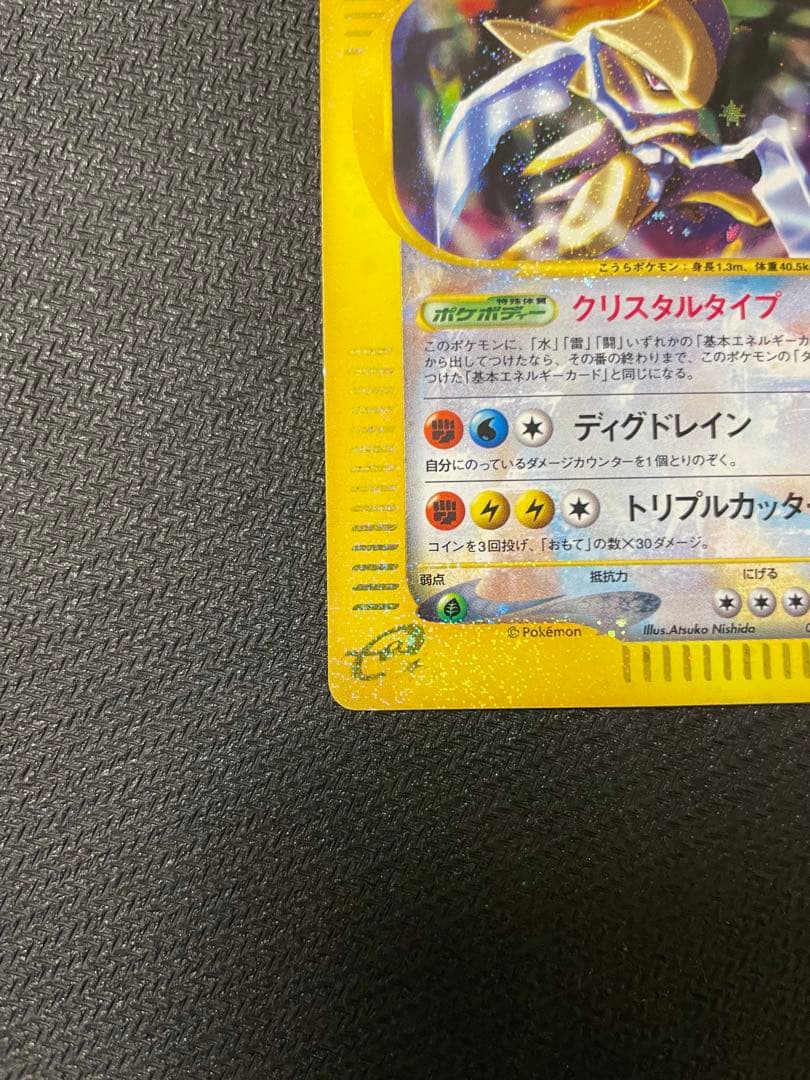 こうらポケモン：身長1.3m、体重40.5k
特殊体質
ポケボディー
クリスタルタイプ
このポケモンに、「水」「雷」「闘」いずれかの「基本エネルギーカ
から出してつけたなら、その番の終わりまで、このポケモンの「タ
つけた「基本エネルギーカード」と同じになる。
ディグドレイン
自分にのっているダメージカウンターを1個とりのぞく。
トリプルカッター
コインを3回投げ、「おもて」の数×30ダメージ。
弱点
抵抗力
にげる
©Pokémon
Illus.Atsuko Nishida